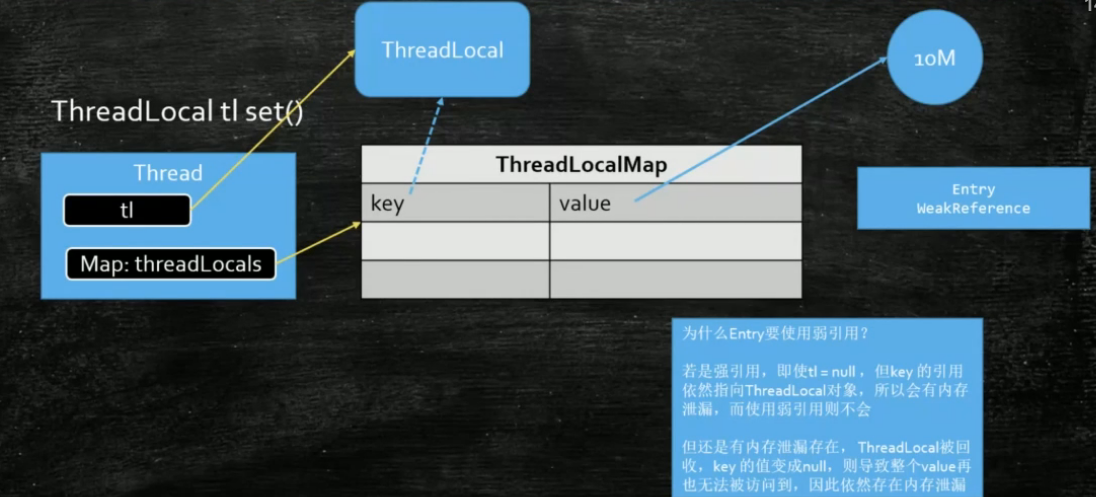 ThreadLocal
10M
ThreadLocal tl set()
Thread
tl
Map: threadLocals
ThreadLocalMap
key value
Entry
WeakReference
为什么Entry要使用弱引用？
若是强引用，即使tl = null ，但key 的引用
依然指向ThreadLocal对象，所以会有内存
泄漏，而使用弱引用则不会
但还是有内存泄漏存在， ThreadLocal被回
收，key 的值变成null，则导致整个value再
也无法被访问到，因此依然存在内存泄漏